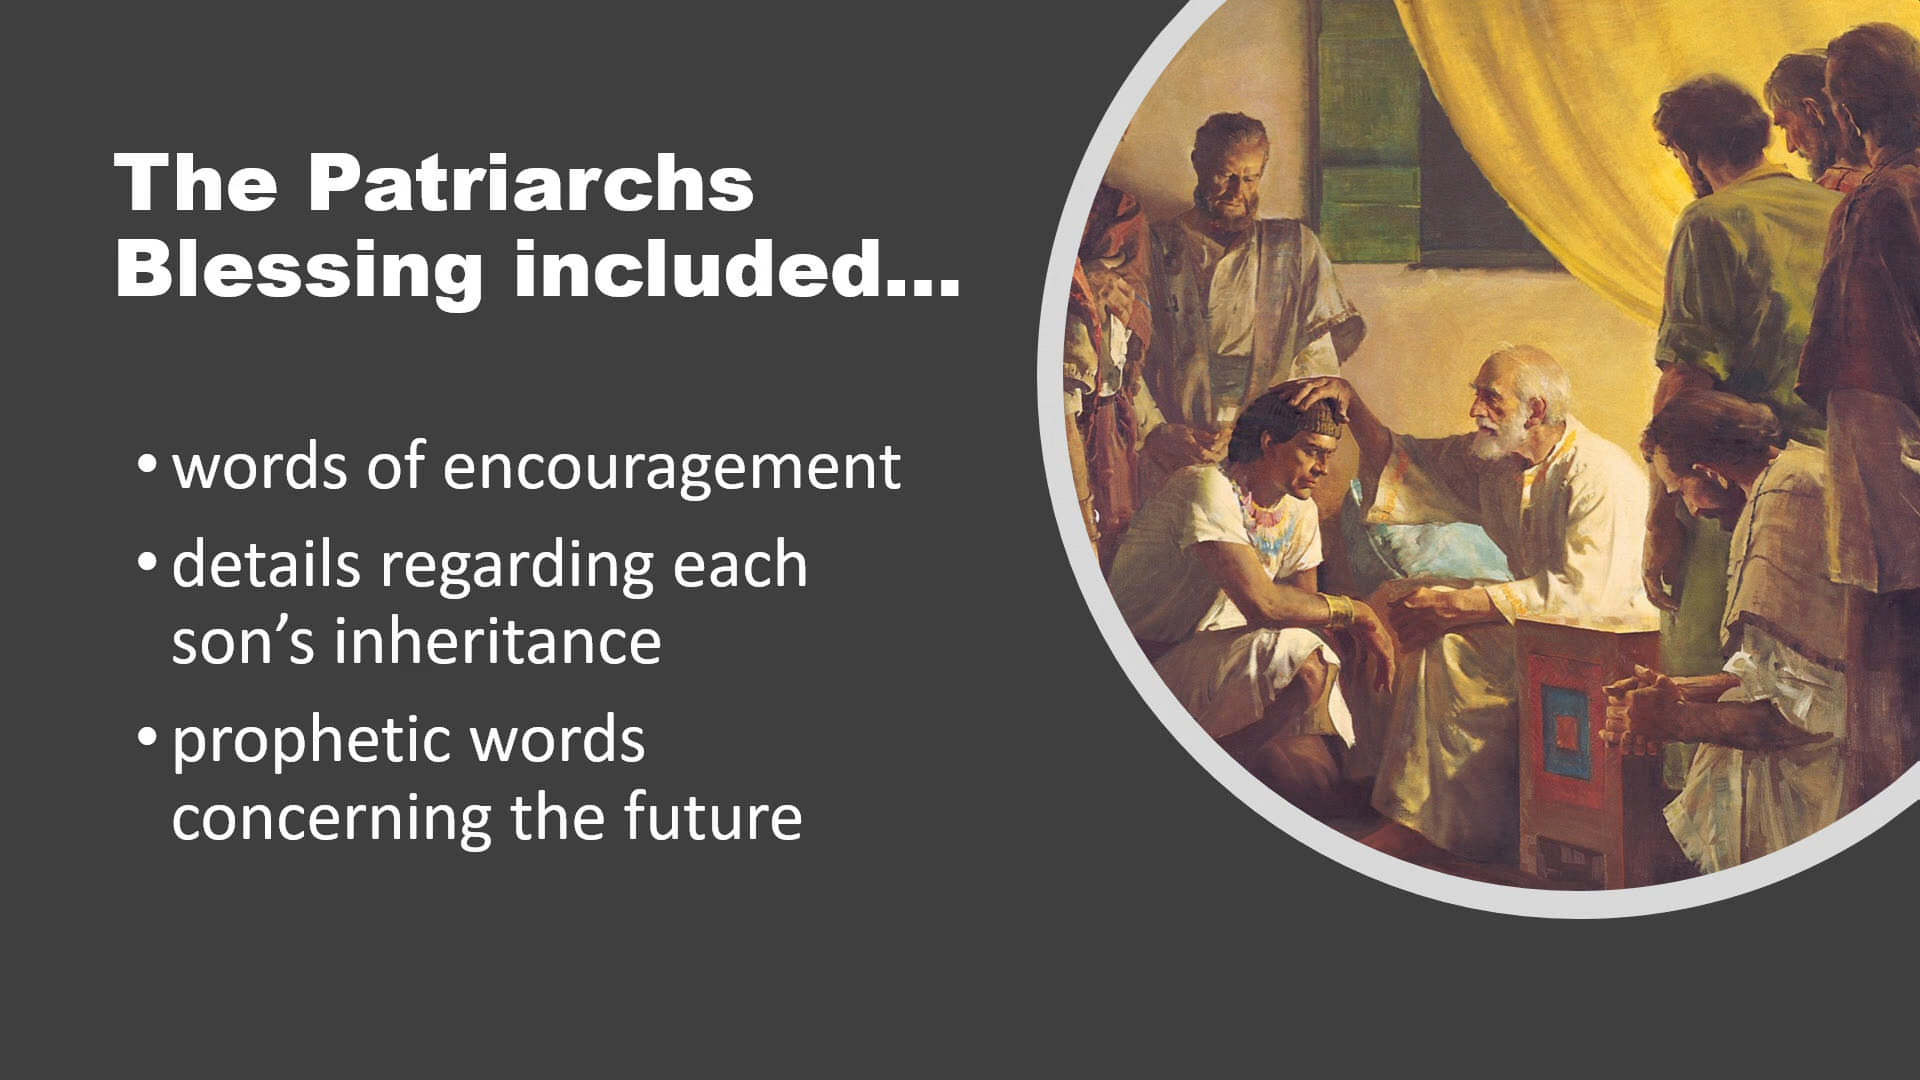 The Patriarchs
Blessing included...
• words of encouragement
• details regarding each
son’s inheritance
• prophetic words
concerning the future